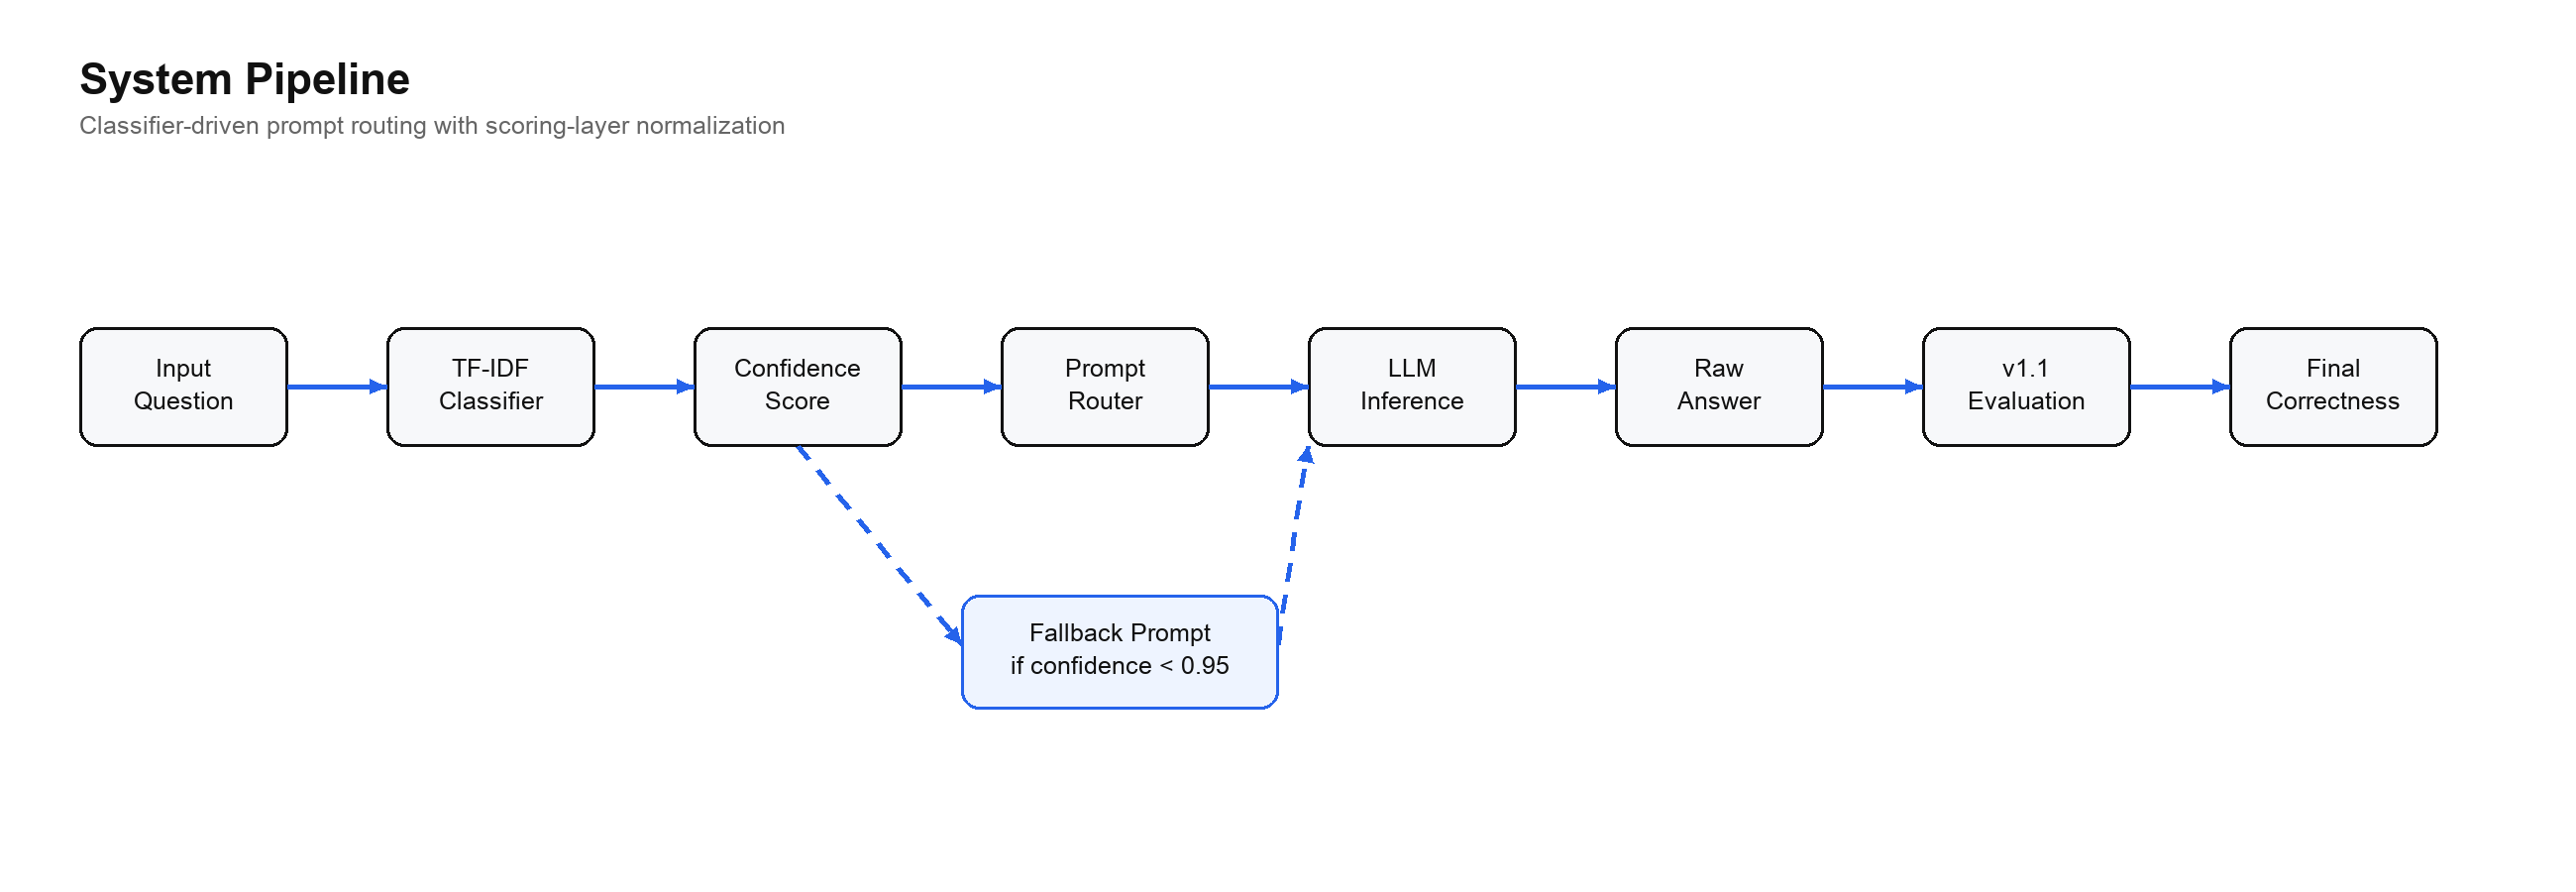 System Pipeline
Classifier-driven prompt routing with scoring-layer normalization
Input
Question
TF-IDF
Classifier
Confidence
Score
Prompt
Router
LLM
Inference
Raw
Answer
v1.1
Evaluation
Final
Correctness
Fallback Prompt
if confidence < 0.95